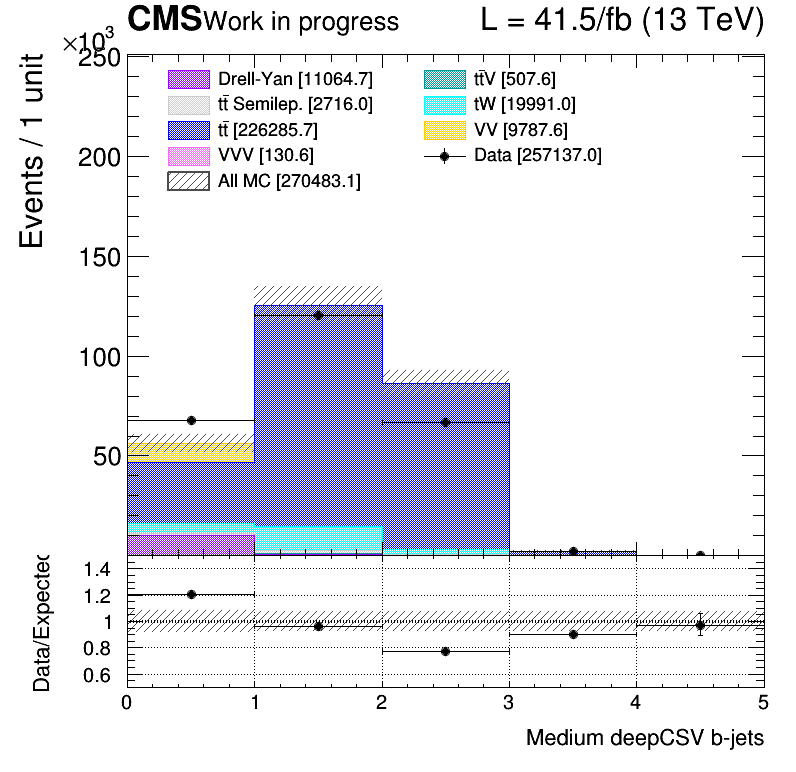 CMS Work in progress L = 41.5/fb (13 TeV)
×10³
Events / 1 unit
250
200
150
100
50
Drell-Yan [11064.7]
tt̄ Semilep. [2716.0]
tt̄ [226285.7]
VVV [130.6]
All MC [270483.1]
tt̄V [507.6]
tW [19991.0]
VV [9787.6]
Data [257137.0]
Data/Expected
1.4
1.2
1
0.8
0.6
0 1 2 3 4 5
Medium deepCSV b-jets